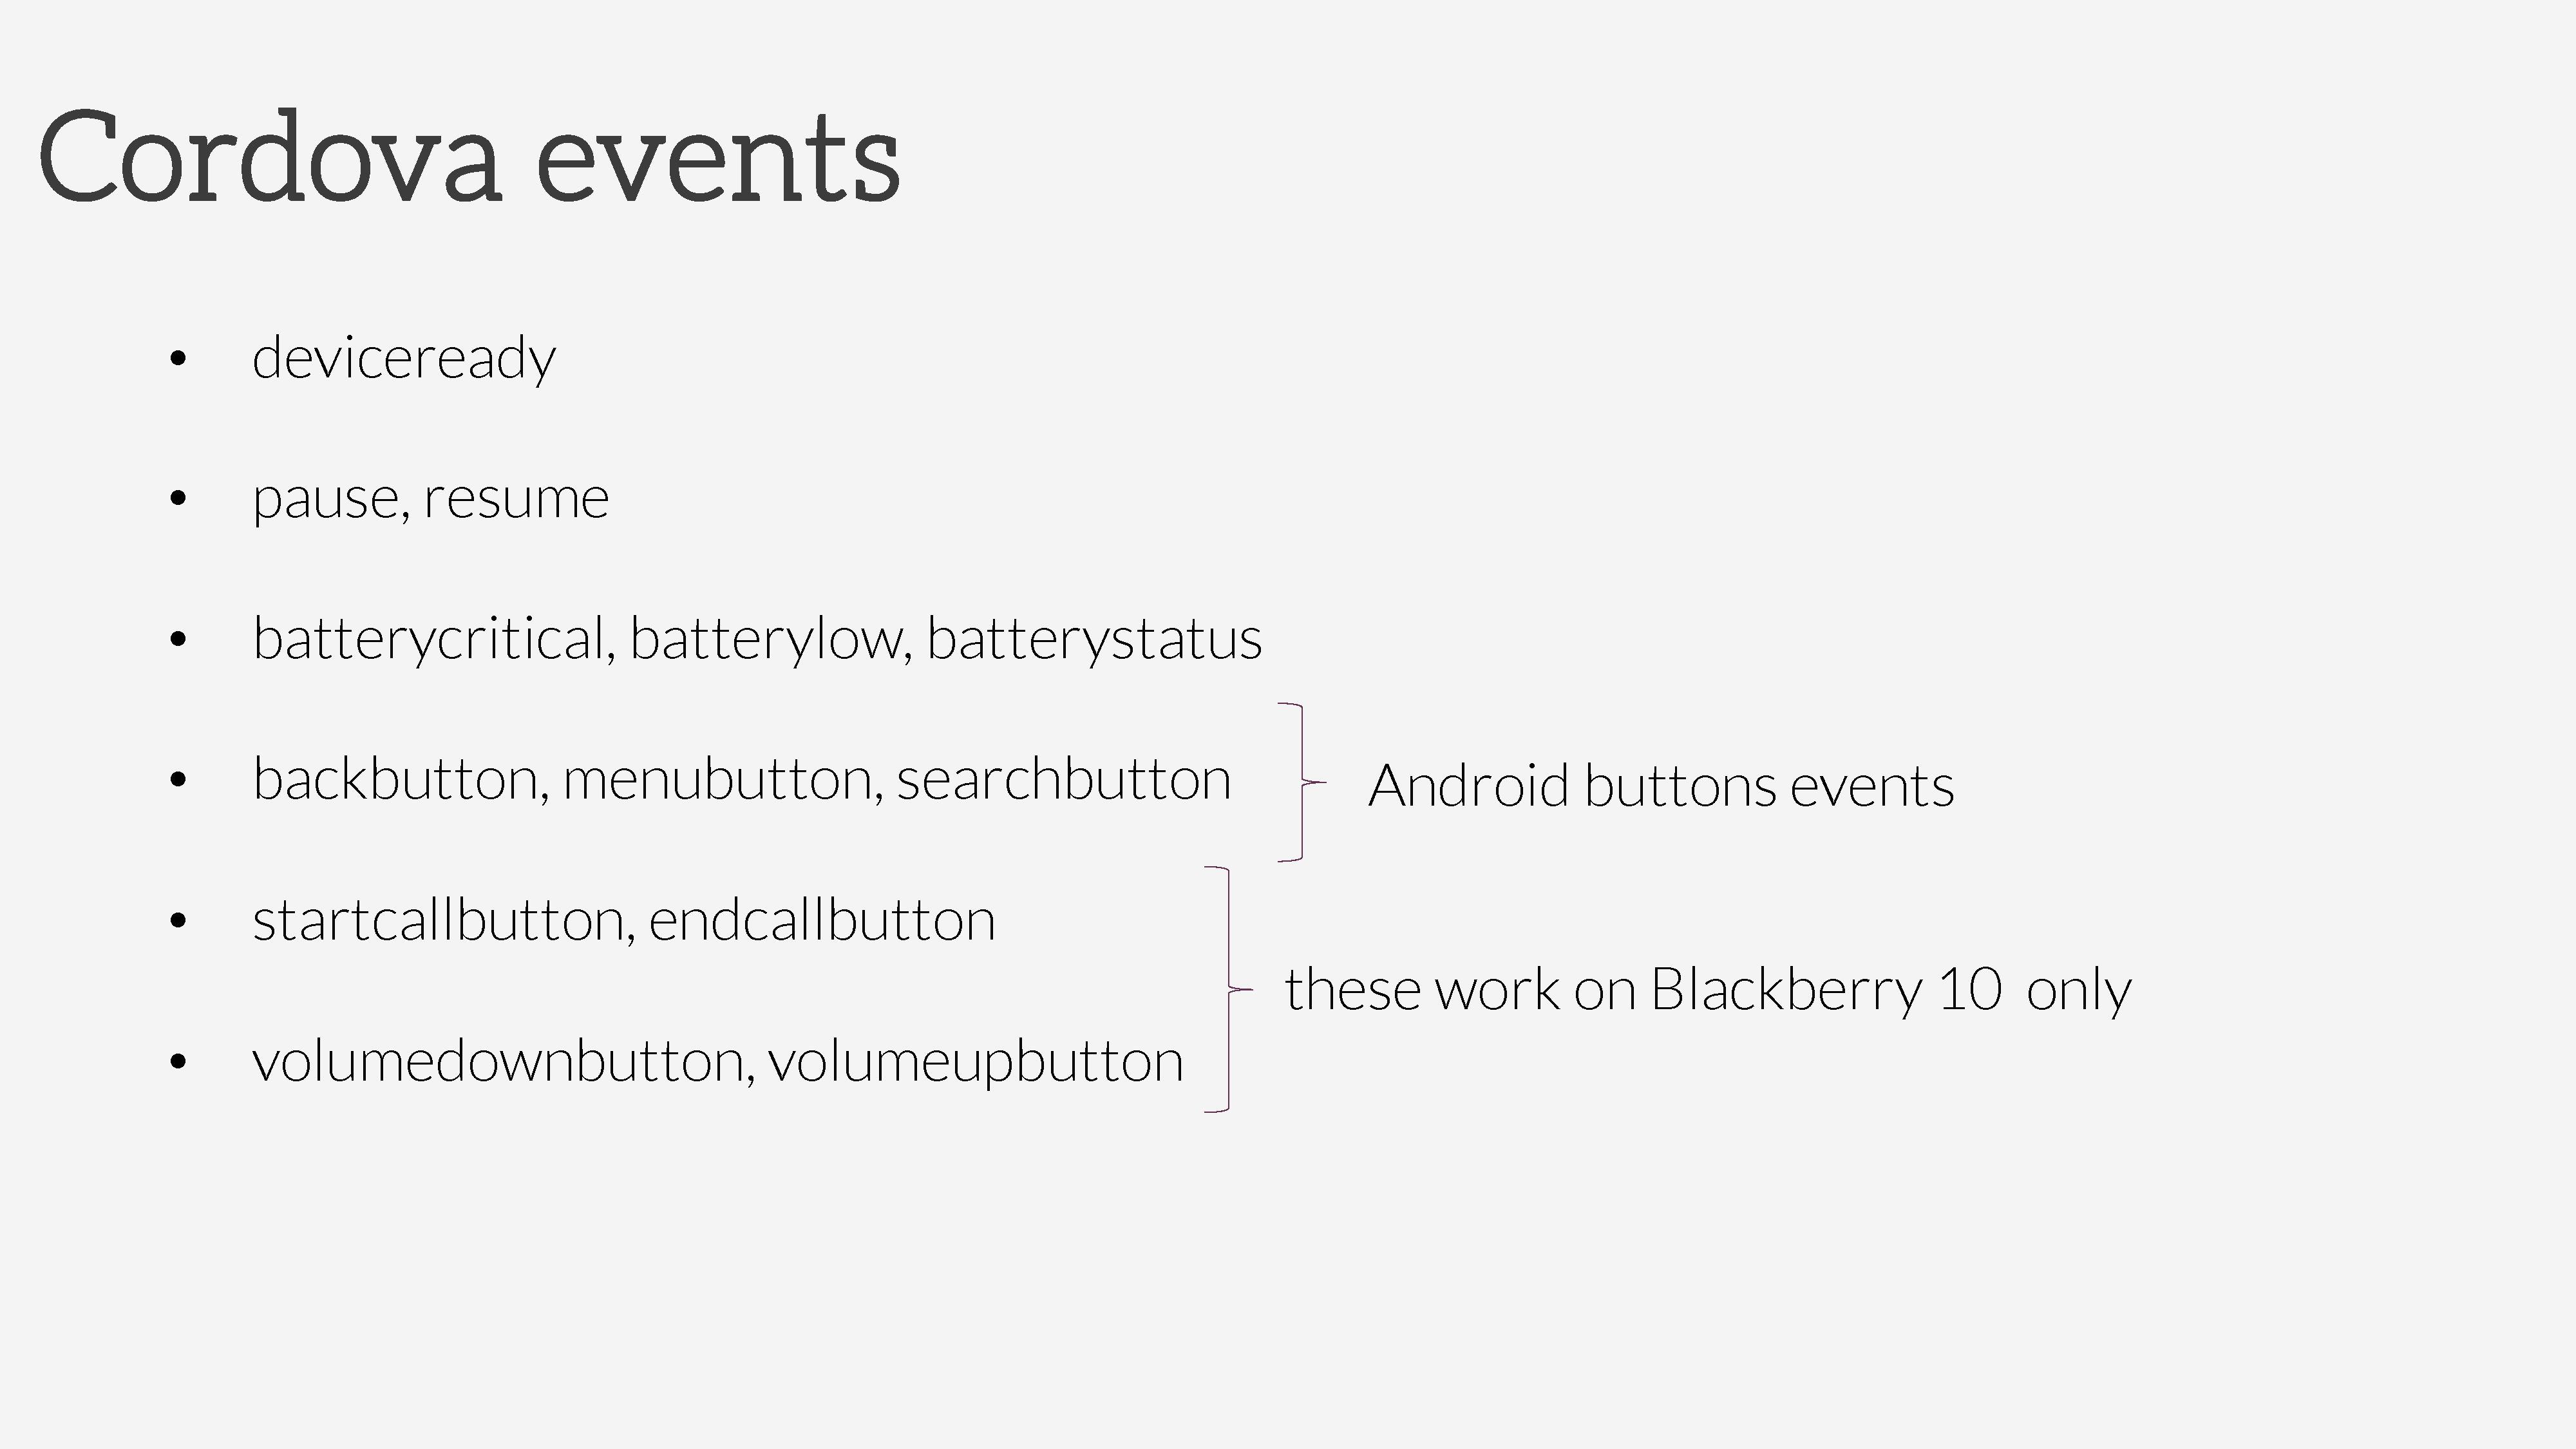 Cordova events
• deviceready
• pause, resume
• batterycritical, batterylow, batterystatus
• backbutton, menubutton, searchbutton
Android buttons events
• startcallbutton, endcallbutton
these work on Blackberry 10 only
• volumedownbutton, volumeupbutton